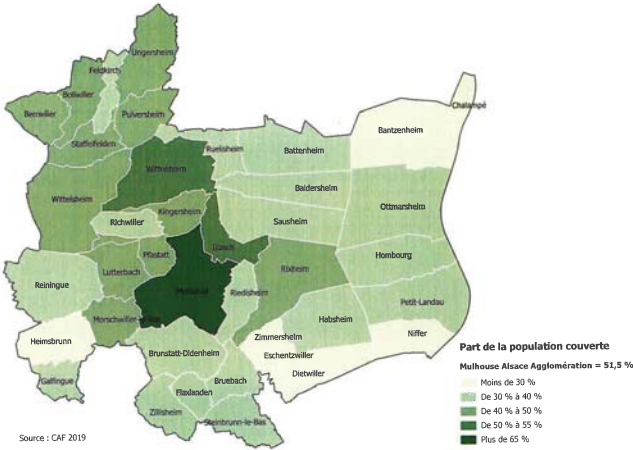 Ungersheim
Feldkirch
Bollwiller
Berrwiller
Pulversheim
Chalampé
Bantzenheim
Staffelfelden
Ruelisheim
Battenheim
Wittenheim
Baldersheim
Wittelsheim
Ottmarsheim
Kingersheim
Richwiller
Sausheim
Illzach
Pfastatt
Hombourg
Lutterbach
Rixheim
Reiningue
Mulhouse
Riedisheim
Petit-Landau
Morschwiller
Habsheim
Heimsbrunn
Zimmersheim
Niffer
Brunstatt-Didenheim
Eschentzwiller
Dietwiller
Galfingue
Bruebach
Flaxlanden
Zillisheim
Steinbrunn-le-Bas
Part de la population couverte
Mulhouse Alsace Agglomération = 51,5 %
Moins de 30 %
De 30 % à 40 %
De 40 % à 50 %
De 50 % à 55 %
Plus de 65 %
Source : CAF 2019